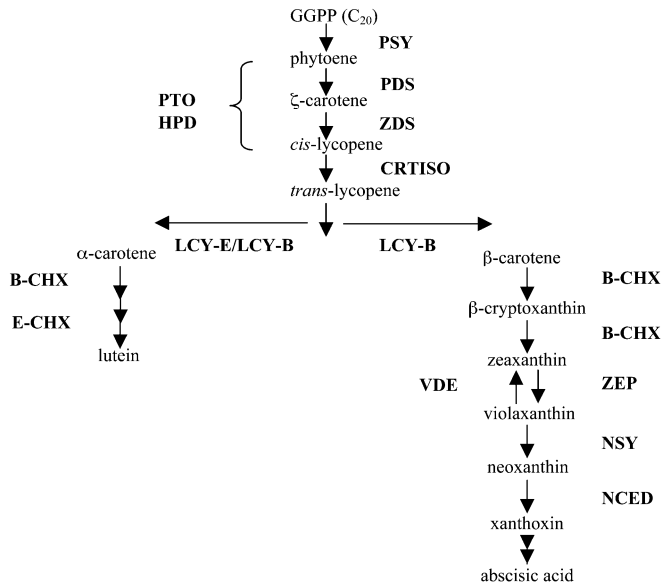 GGPP (C20)
PSY
phytoene
PDS
PTO
HPD
ζ-carotene
ZDS
cis-lycopene
CRTISO
trans-lycopene
LCY-E/LCY-B
LCY-B
α-carotene
B-CHX
E-CHX
lutein
β-carotene
B-CHX
β-cryptoxanthin
B-CHX
zeaxanthin
VDE
ZEP
violaxanthin
NSY
neoxanthin
NCED
xanthoxin
abscisic acid